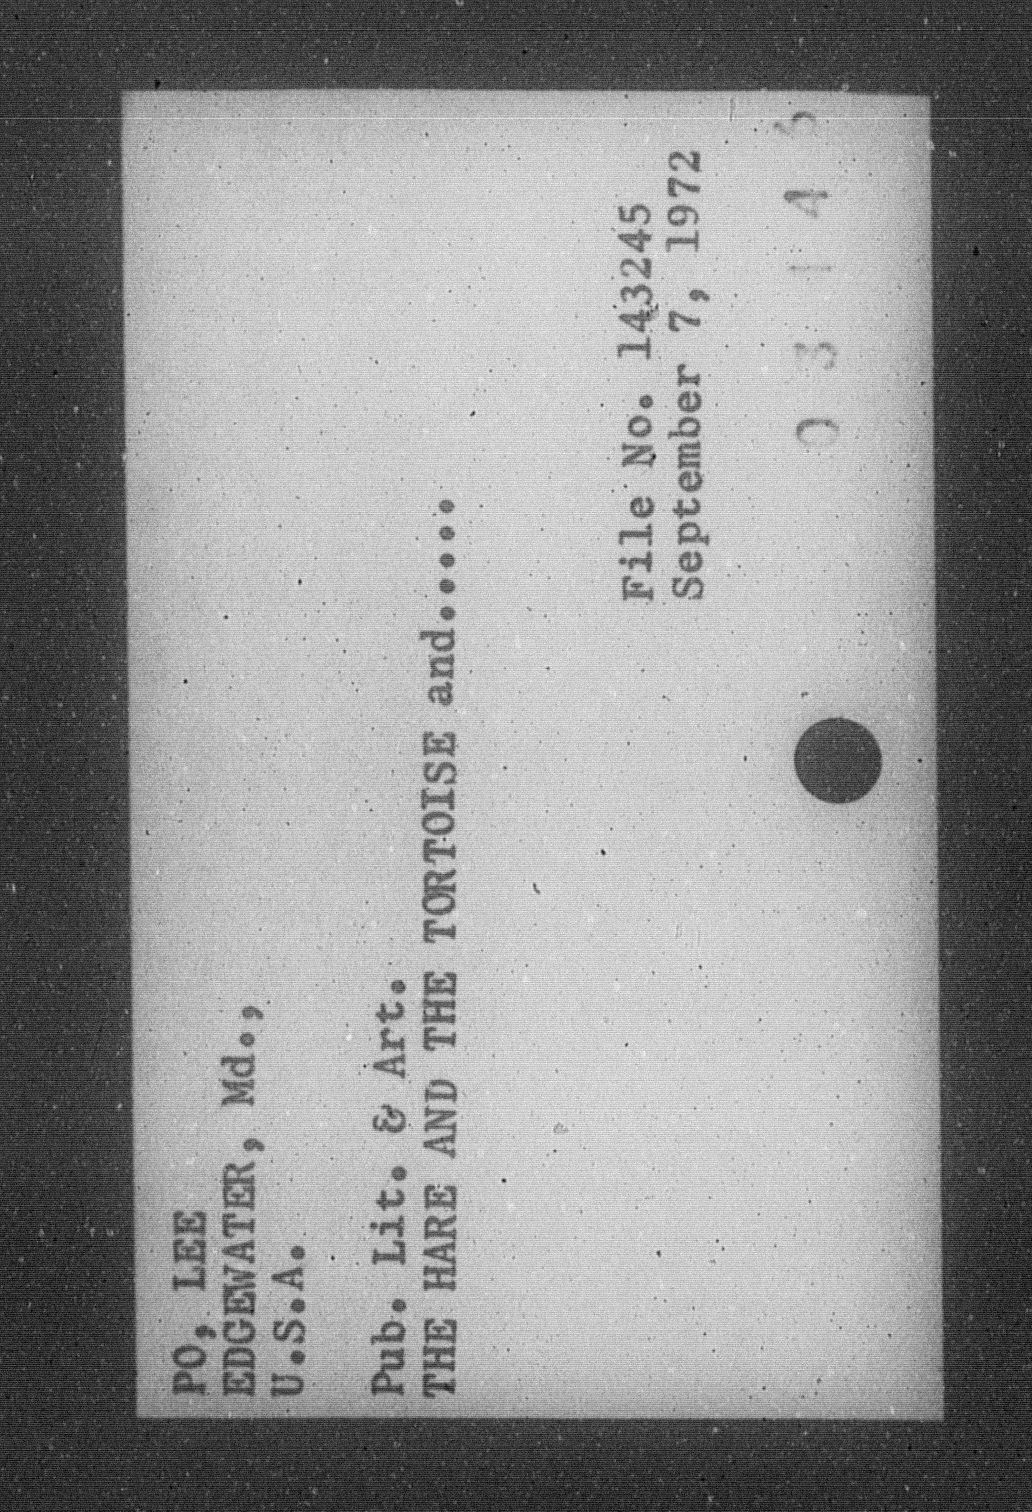 PO, LEE
EDGEWATER, Md.,
U.S.A.
Pub. Lit. & Art.
THE HARE AND THE TORTOISE and......
File No. 143245
September 7, 1972
0 3 1 4 5